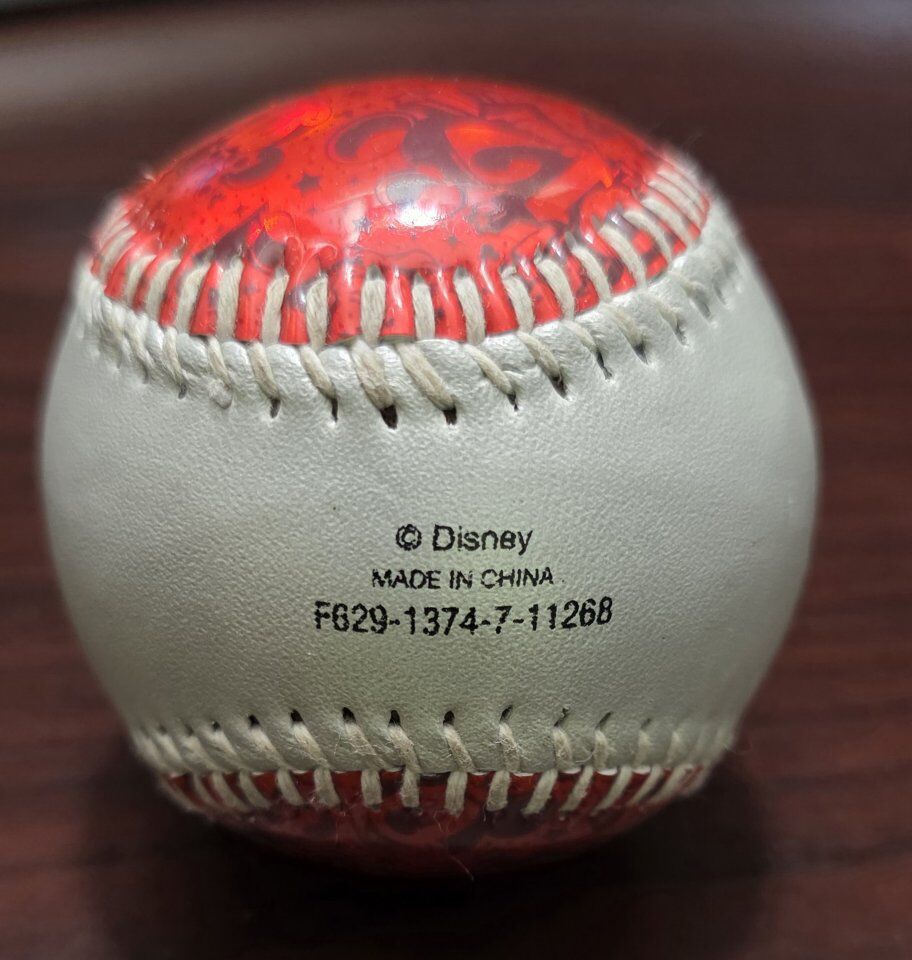 © Disney
MADE IN CHINA
F629-1374-7-11268